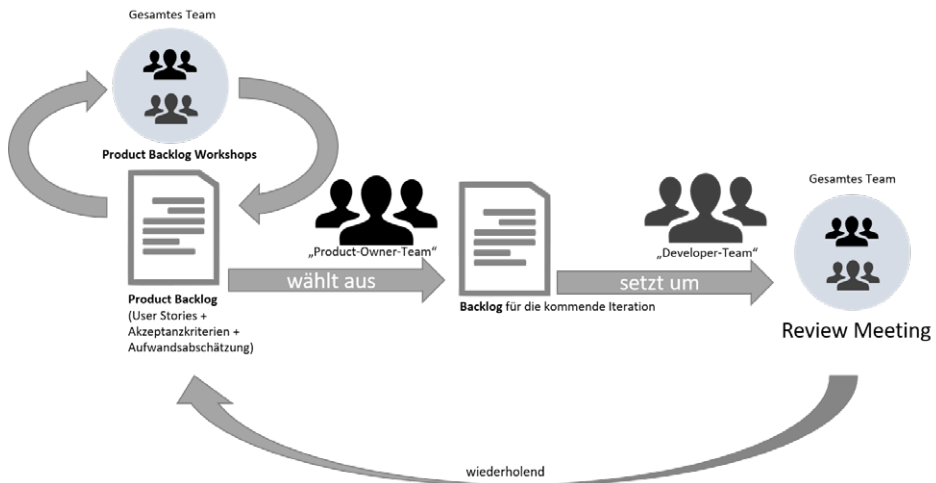 Gesamtes Team
Product Backlog Workshops
„Product-Owner-Team“
wählt aus
Product Backlog
(User Stories +
Akzeptanzkriterien +
Aufwandsabschätzung)
Backlog für die kommende Iteration
„Developer-Team“
setzt um
Gesamtes Team
Review Meeting
wiederholend